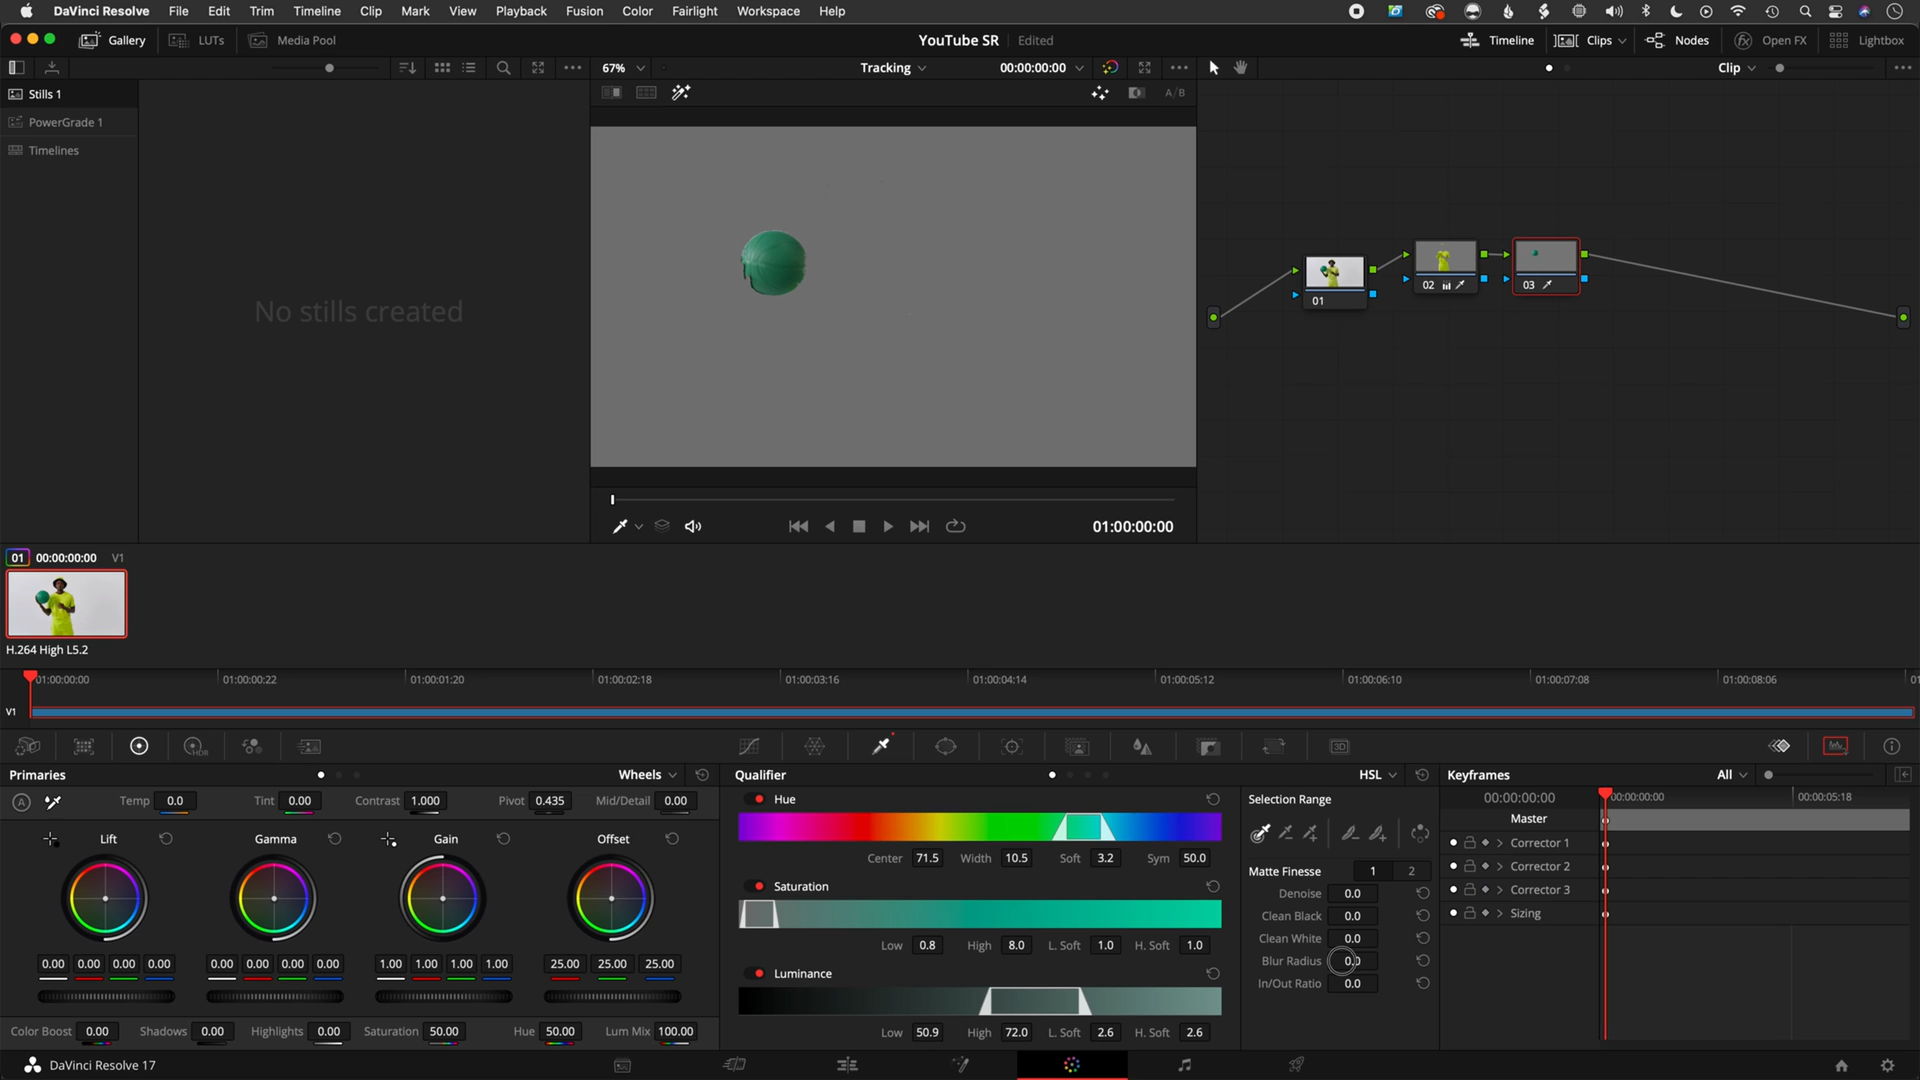 DaVinci Resolve File Edit Trim Timeline Clip Mark View Playback Fusion Color Fairlight Workspace Help
Gallery LUTs Media Pool YouTube SR Edited Timeline Clips Nodes Open FX Lightbox
67% Tracking 00:00:00:00 Clip
Stills 1
A/B
PowerGrade 1
Timelines
No stills created
01
02
03
01:00:00:00
01 00:00:00:00 V1
H.264 High L5.2
01:00:00:00 01:00:00:22 01:00:01:20 01:00:02:18 01:00:03:16 01:00:04:14 01:00:05:12 01:00:06:10 01:00:07:08 01:00:08:06 01
V1
HDR
3D
Primaries Wheels Qualifier HSL Keyframes All
A Temp 0.0 Tint 0.00 Contrast 1.000 Pivot 0.435 Mid/Detail 0.00
Hue
Selection Range
00:00:00:00 00:00:00:00 00:00:05:18
Master
Lift Gamma Gain Offset
Corrector 1
Center 71.5 Width 10.5 Soft 3.2 Sym 50.0
Corrector 2
Matte Finesse 1 2
Saturation
Denoise 0.0
Corrector 3
Clean Black 0.0
Sizing
Low 0.8 High 8.0 L. Soft 1.0 H. Soft 1.0
Clean White 0.0
0.00 0.00 0.00 0.00 0.00 0.00 0.00 0.00 1.00 1.00 1.00 1.00 25.00 25.00 25.00
Blur Radius 0.0
Luminance
In/Out Ratio 0.0
Color Boost 0.00 Shadows 0.00 Highlights 0.00 Saturation 50.00 Hue 50.00 Lum Mix 100.00
Low 50.9 High 72.0 L. Soft 2.6 H. Soft 2.6
DaVinci Resolve 17